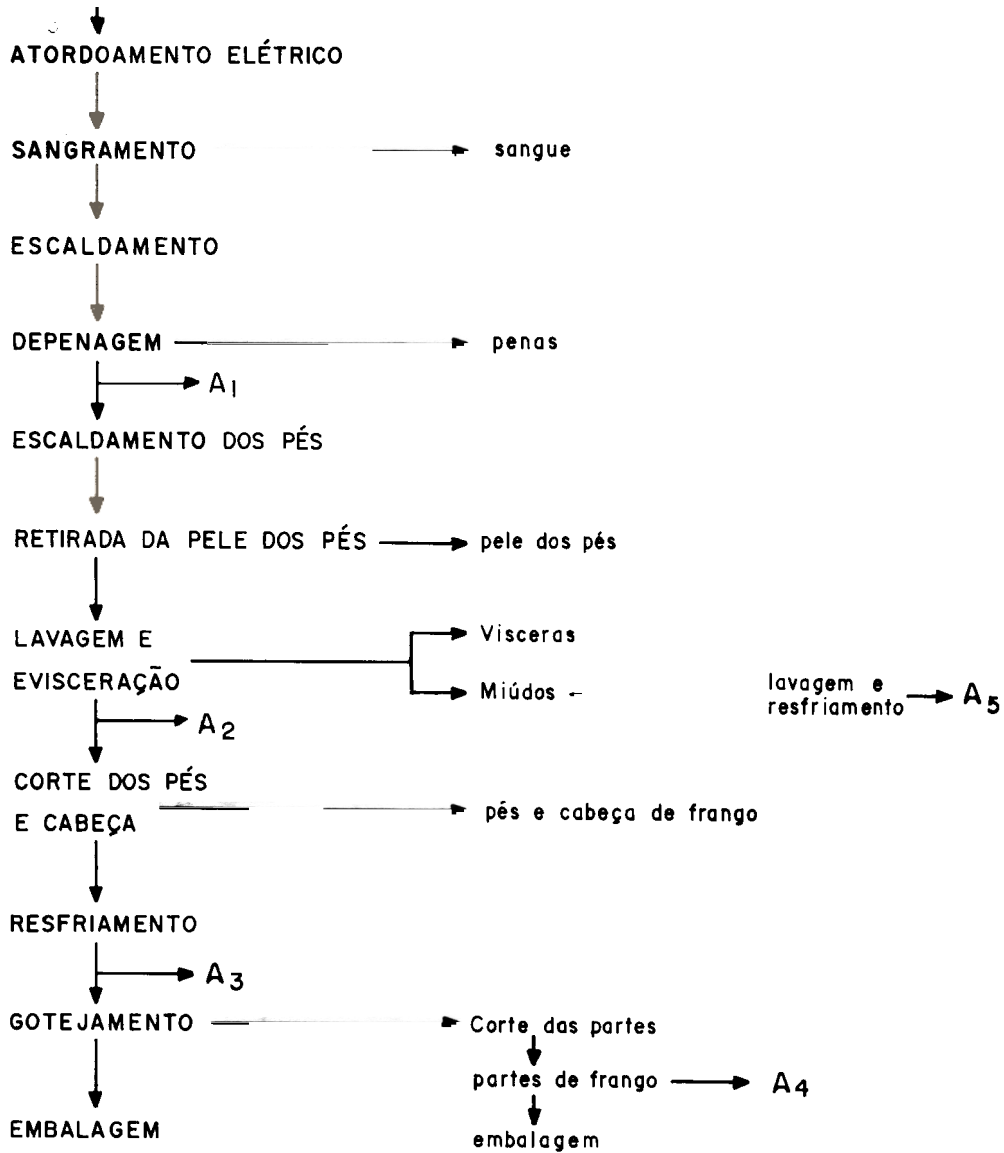 ATORDOAMENTO ELÉTRICO
SANGRAMENTO
sangue
ESCALDAMENTO
DEPENAGEM
penas
A1
ESCALDAMENTO DOS PÉS
RETIRADA DA PELE DOS PÉS
pele dos pés
LAVAGEM E
EVISCERAÇÃO
Visceras
Miúdos
lavagem e
resfriamento
A5
A2
CORTE DOS PÉS
E CABEÇA
pés e cabeça de frango
RESFRIAMENTO
A3
GOTEJAMENTO
Corte das partes
partes de frango
A4
EMBALAGEM
embalagem